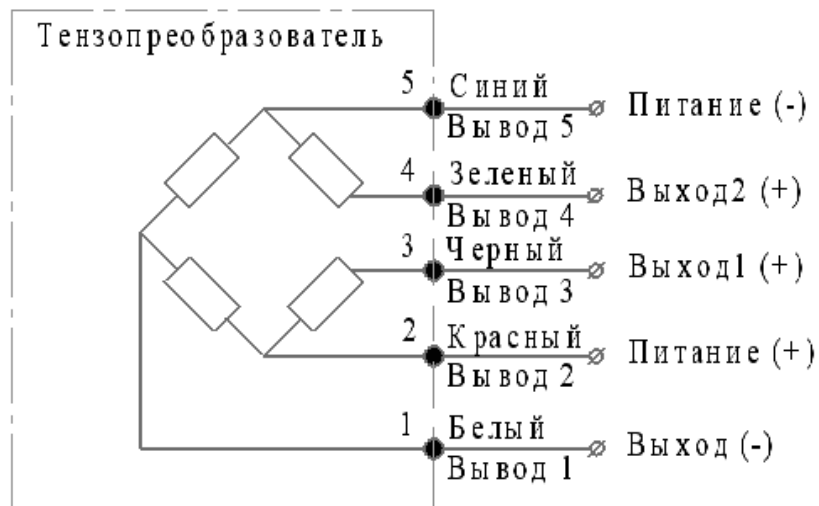 Тензопреобразователь
5 Синий
Вывод 5
Питание (-)
4 Зеленый
Вывод 4
Выход2 (+)
3 Черный
Вывод 3
Выход1 (+)
2 Красный
Вывод 2
Питание (+)
1 Белый
Вывод 1
Выход (-)